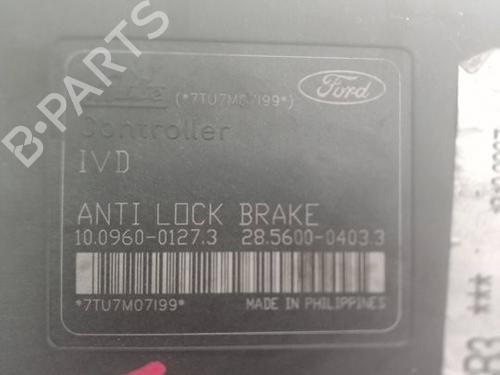 (*7TU7M07199*)
Ford
Controller
IVD
ANTI LOCK BRAKE
10.0960-0127.3 28.5600-0403.3
*7TU7M07199*
MADE IN PHILIPPINES
B-PARTS